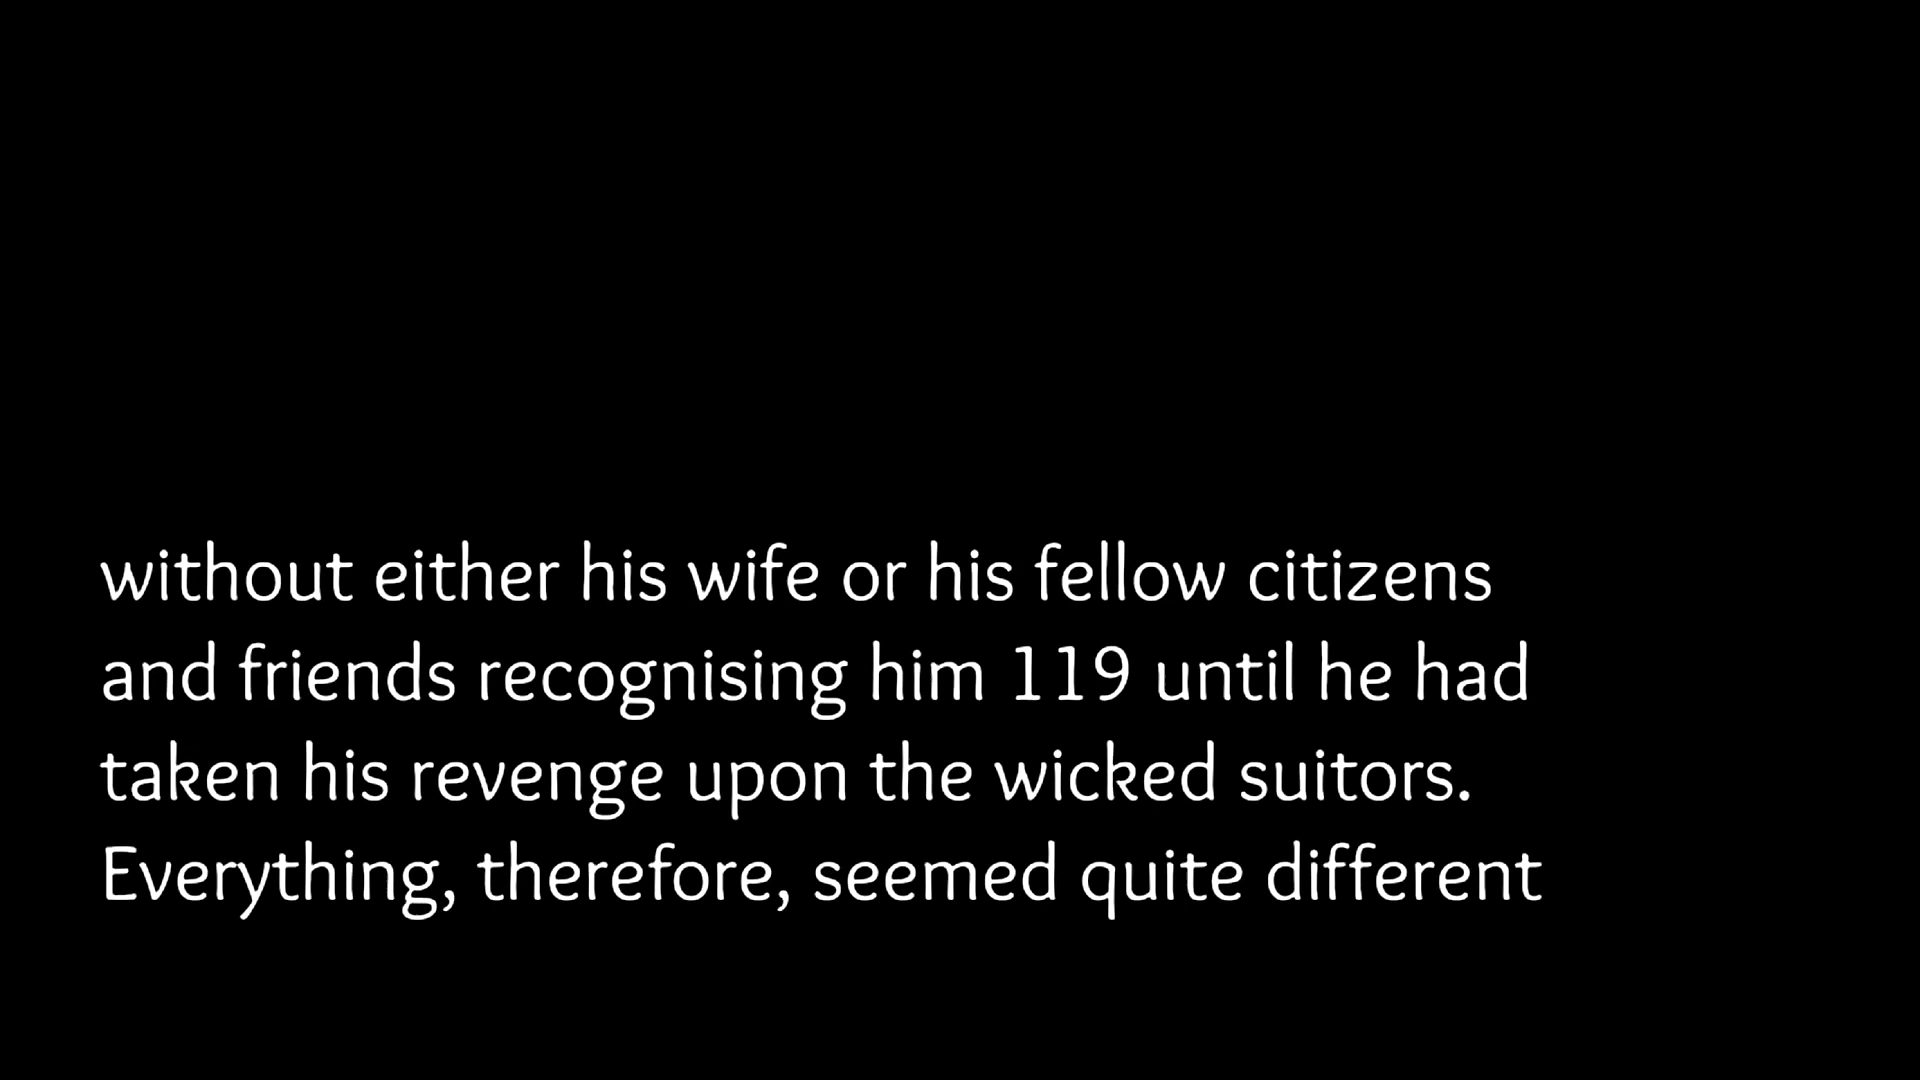 without either his wife or his fellow citizens
and friends recognising him 119 until he had
taken his revenge upon the wicked suitors.
Everything, therefore, seemed quite different